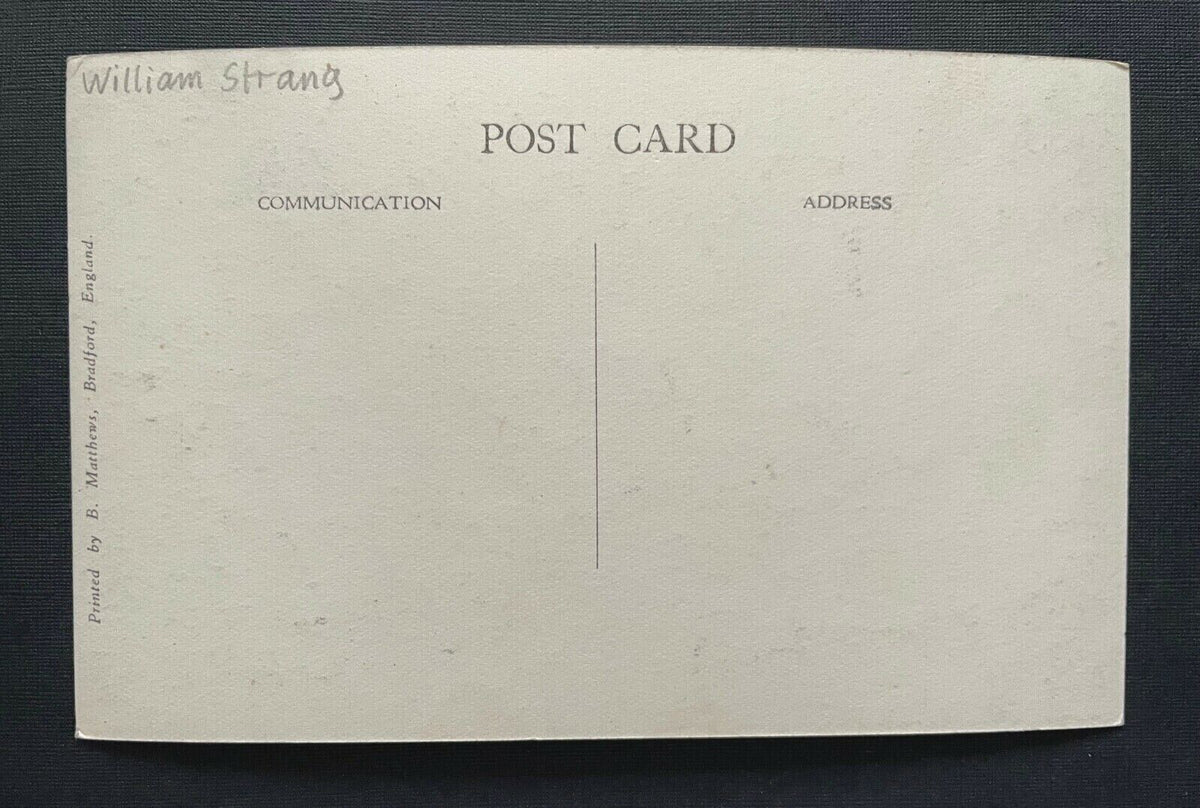 William Strang
POST CARD
COMMUNICATION
ADDRESS
Printed by B. Matthews, Bradford, England.